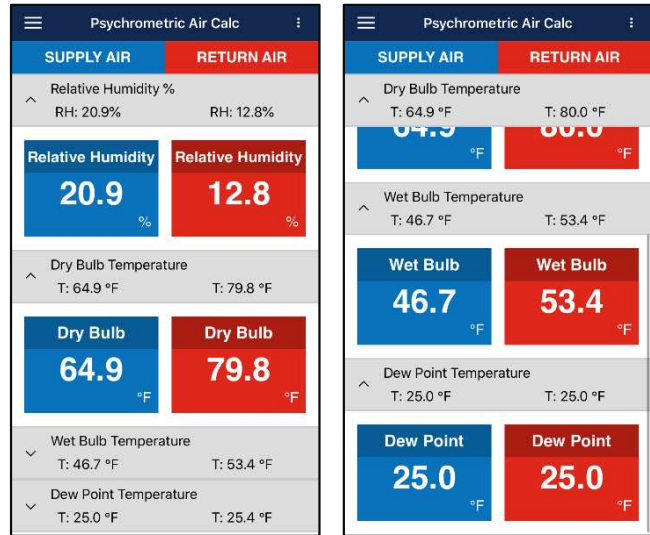 Psychrometric Air Calc
SUPPLY AIR RETURN AIR
Relative Humidity %
RH: 20.9% RH: 12.8%
Relative Humidity Relative Humidity
20.9 12.8
% %
Dry Bulb Temperature
T: 64.9 °F T: 79.8 °F
Dry Bulb Dry Bulb
64.9 79.8
°F °F
Wet Bulb Temperature
T: 46.7 °F T: 53.4 °F
Dew Point Temperature
T: 25.0 °F T: 25.4 °F
Psychrometric Air Calc
SUPPLY AIR RETURN AIR
Dry Bulb Temperature
T: 64.9 °F T: 80.0 °F
64.9 80.0
°F °F
Wet Bulb Temperature
T: 46.7 °F T: 53.4 °F
Wet Bulb Wet Bulb
46.7 53.4
°F °F
Dew Point Temperature
T: 25.0 °F T: 25.0 °F
Dew Point Dew Point
25.0 25.0
°F °F